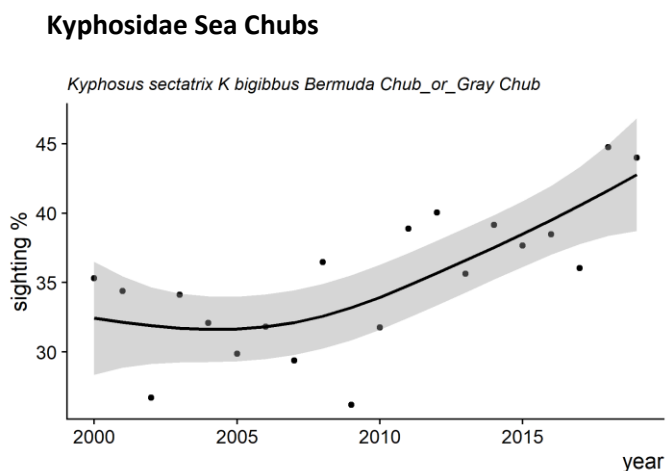 Kyphosidae Sea Chubs
Kyphosus sectatrix K bigibbus Bermuda Chub_or_Gray Chub
45
40
35
30
sighting %
2000 2005 2010 2015
year